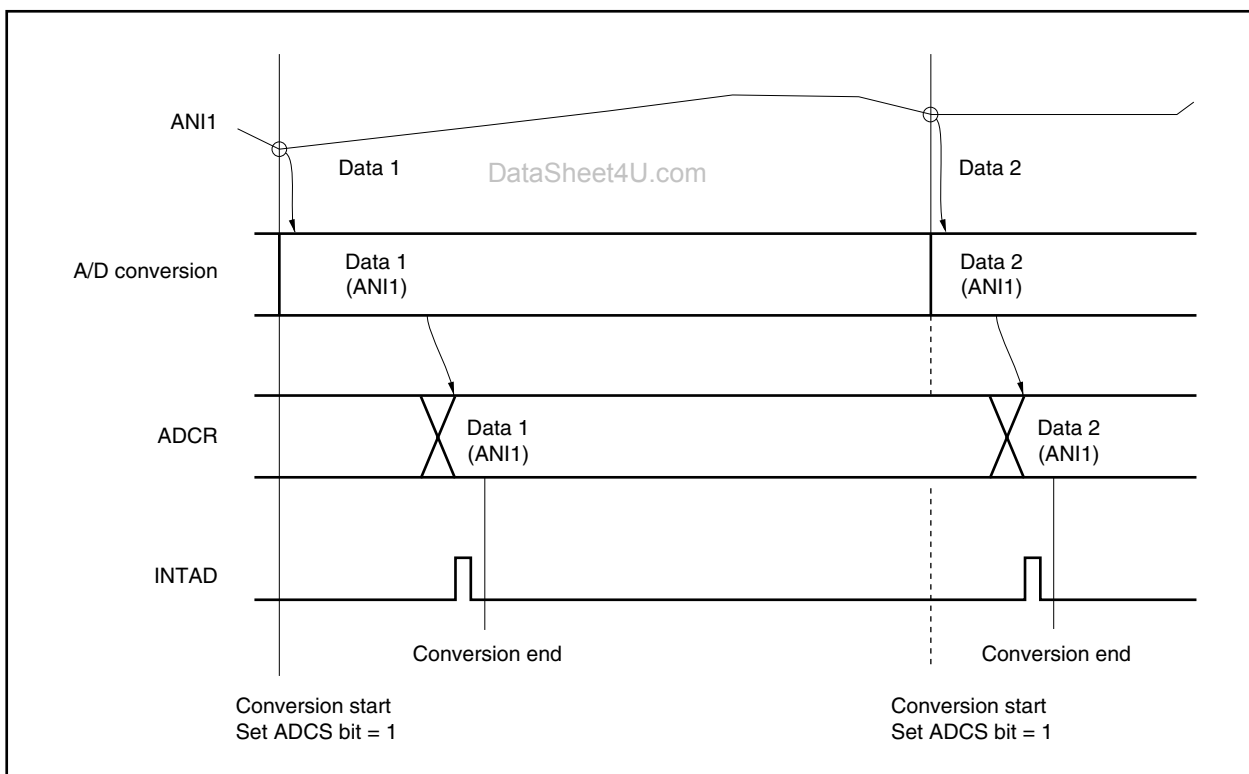 ANI1
Data 1
DataSheet4U.com
Data 2
A/D conversion
Data 1
(ANI1)
Data 2
(ANI1)
ADCR
Data 1
(ANI1)
Data 2
(ANI1)
INTAD
Conversion end
Conversion end
Conversion start
Set ADCS bit = 1
Conversion start
Set ADCS bit = 1